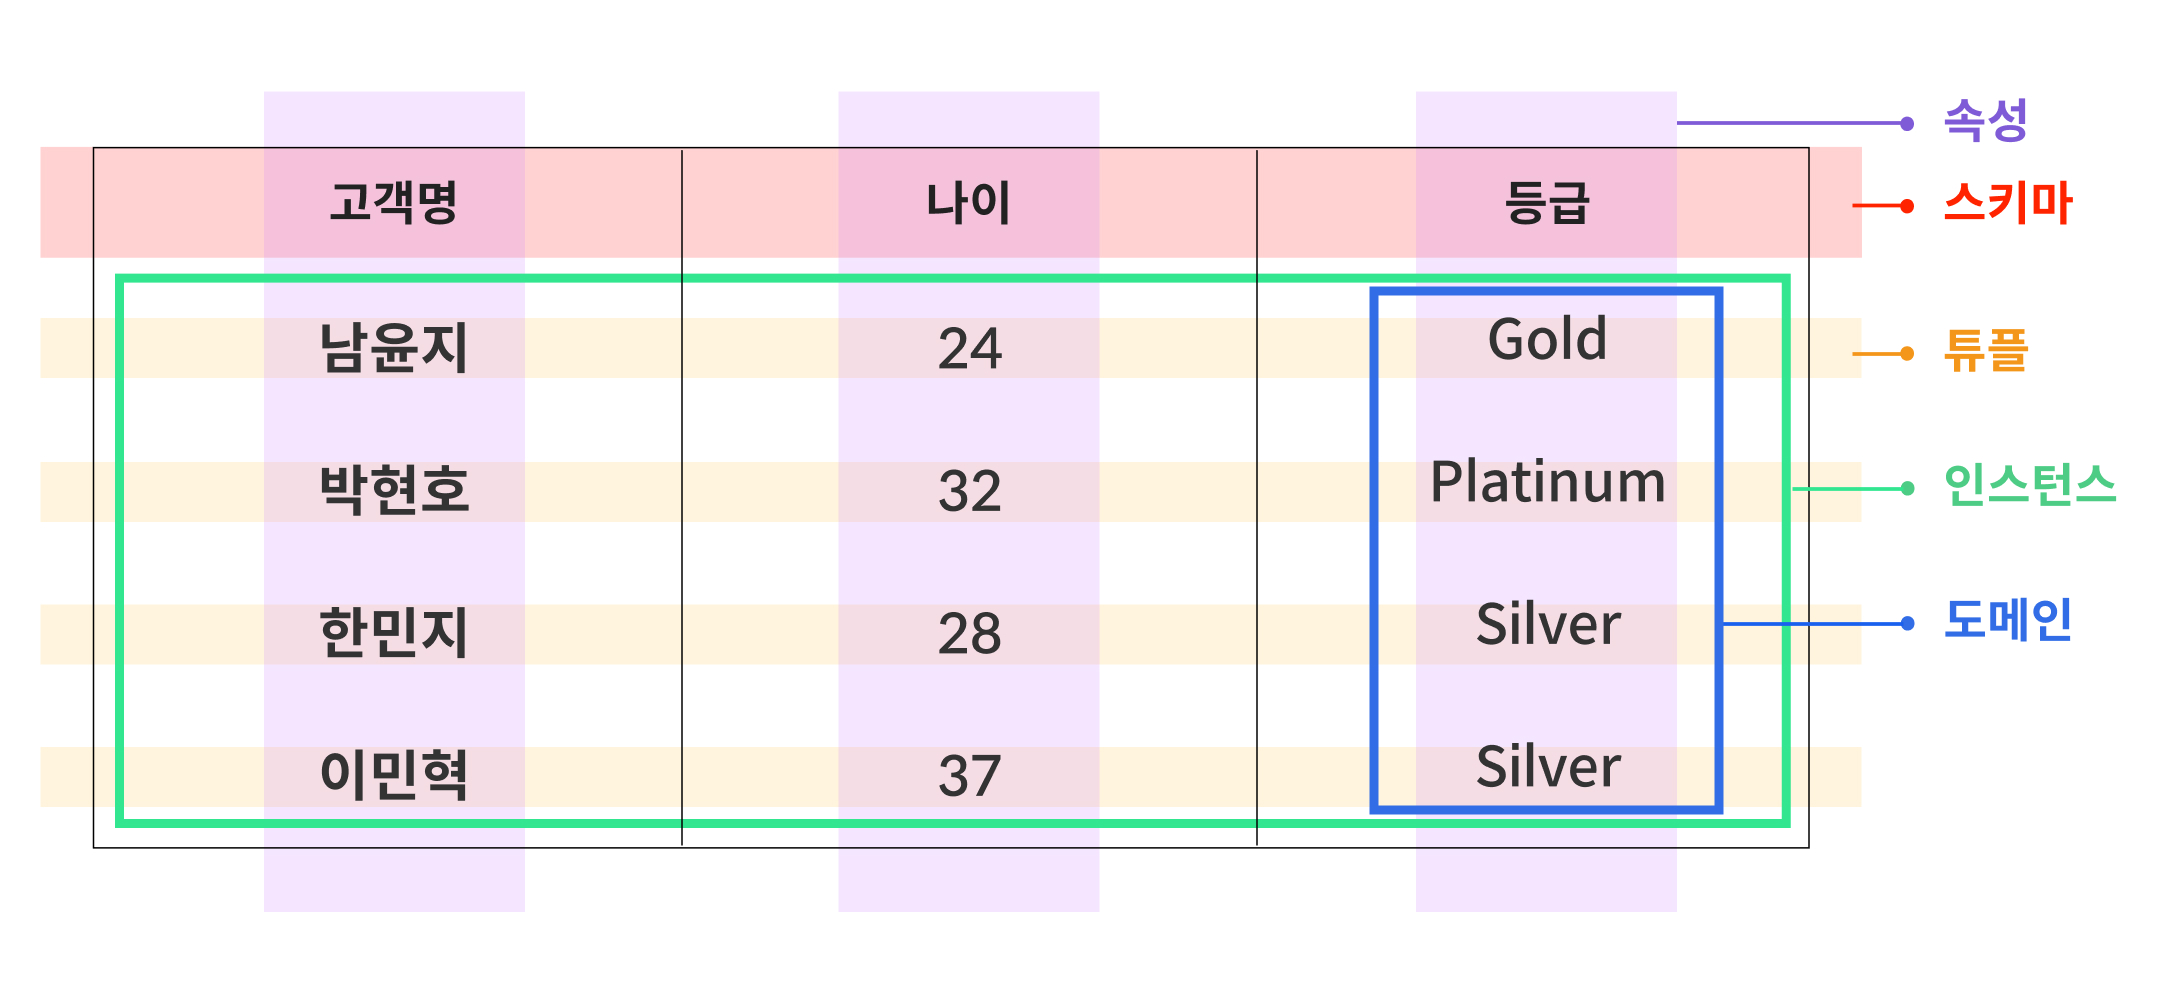 속성
고객명 나이 등급 스키마
남윤지 24 Gold 튜플
박현호 32 Platinum 인스턴스
한민지 28 Silver 도메인
이민혁 37 Silver